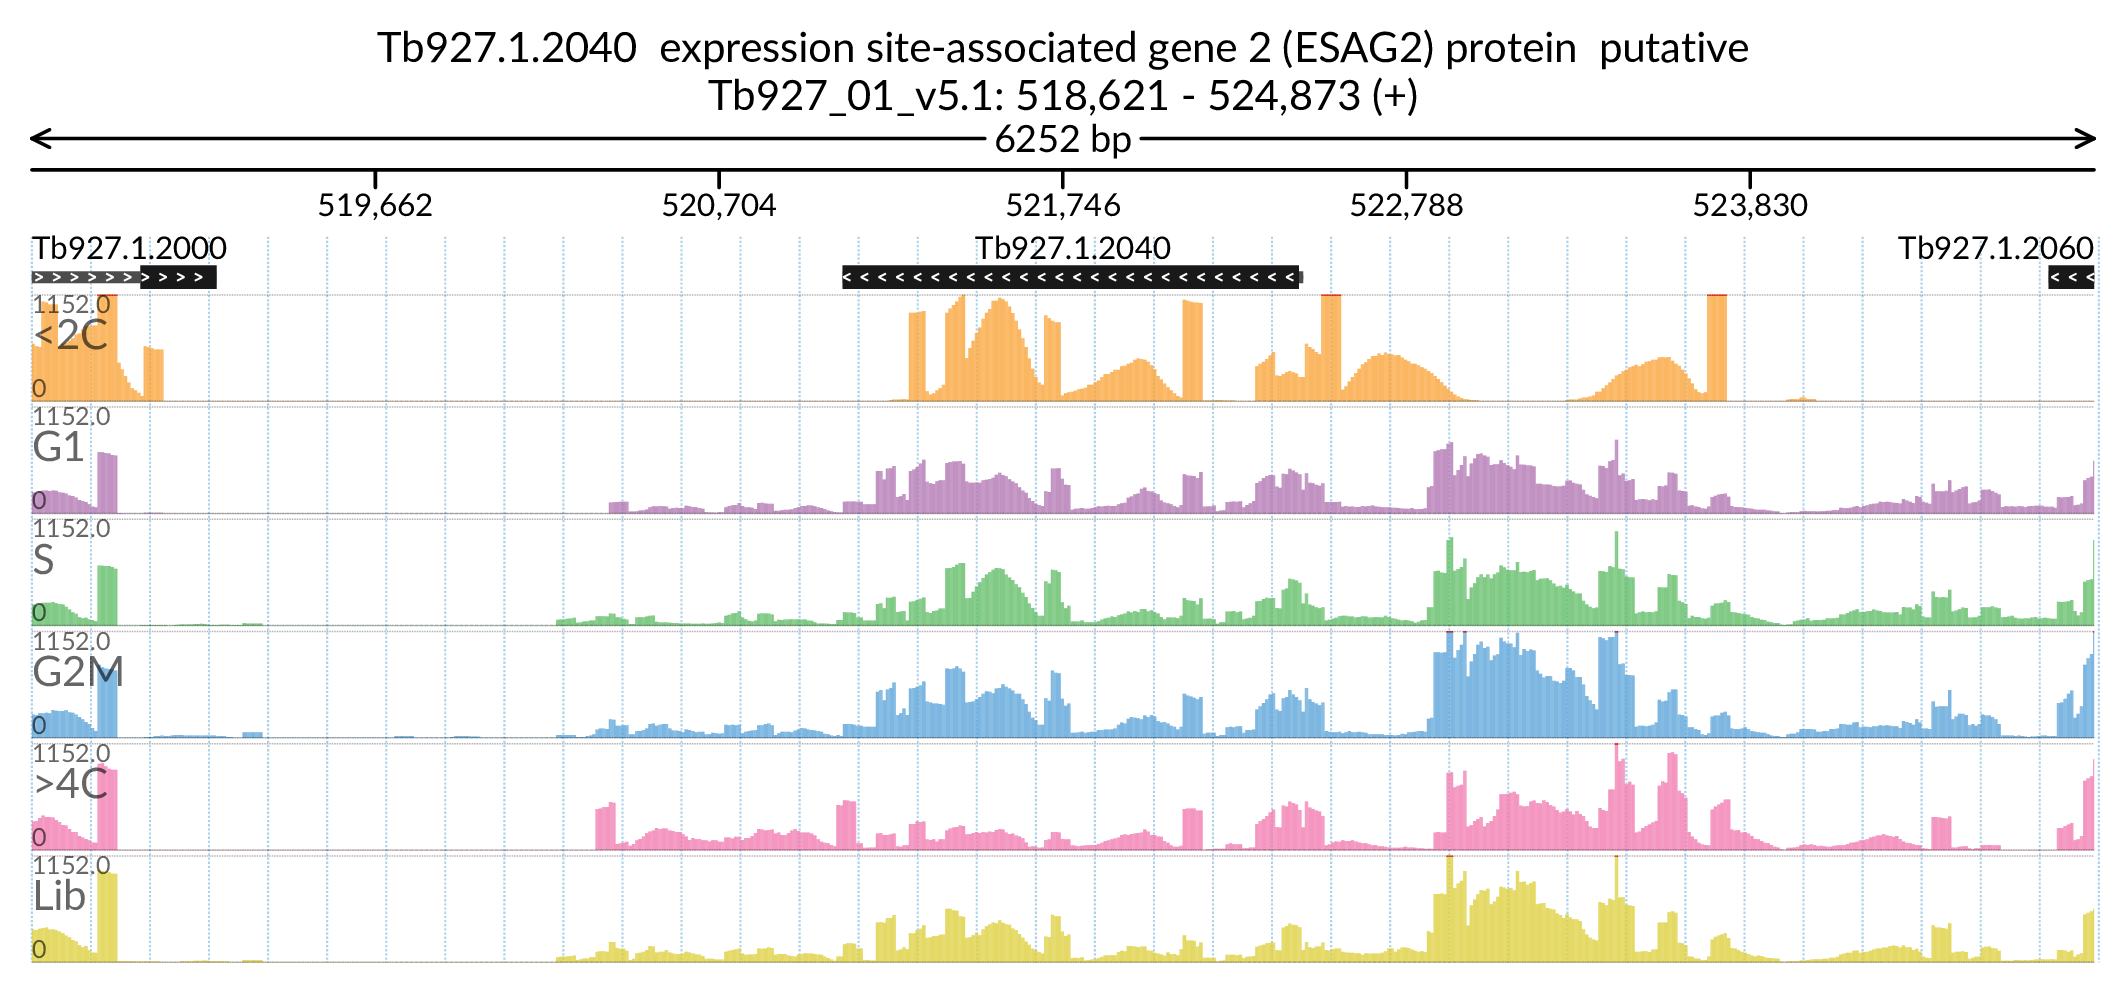 Tb927.1.2040  expression site-associated gene 2 (ESAG2) protein  putative
Tb927_01_v5.1: 518,621 - 524,873 (+)
6252 bp
519,662 520,704 521,746 522,788 523,830
Tb927.1.2000 Tb927.1.2040 Tb927.1.2060
1152.0
<2C
0
1152.0
G1
0
1152.0
S
0
1152.0
G2M
0
1152.0
>4C
0
1152.0
Lib
0